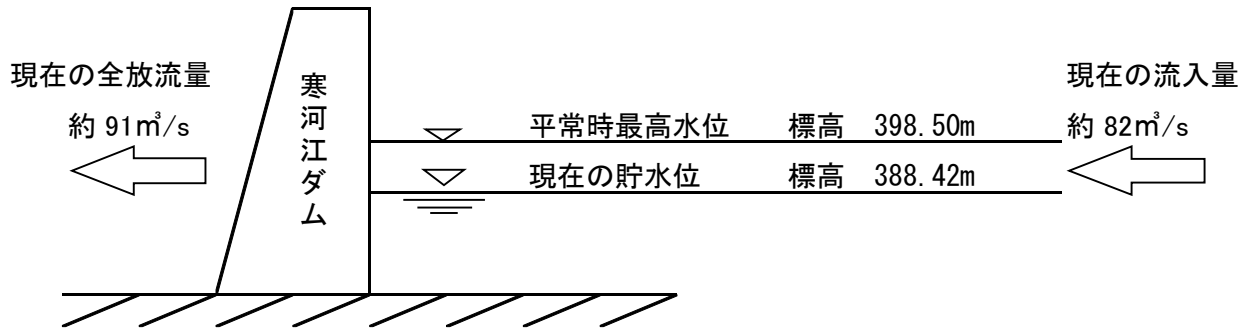 現在の全放流量
約 91㎥/s
寒河江ダム
平常時最高水位 標高 398.50m
現在の貯水位 標高 388.42m
現在の流入量
約 82㎥/s